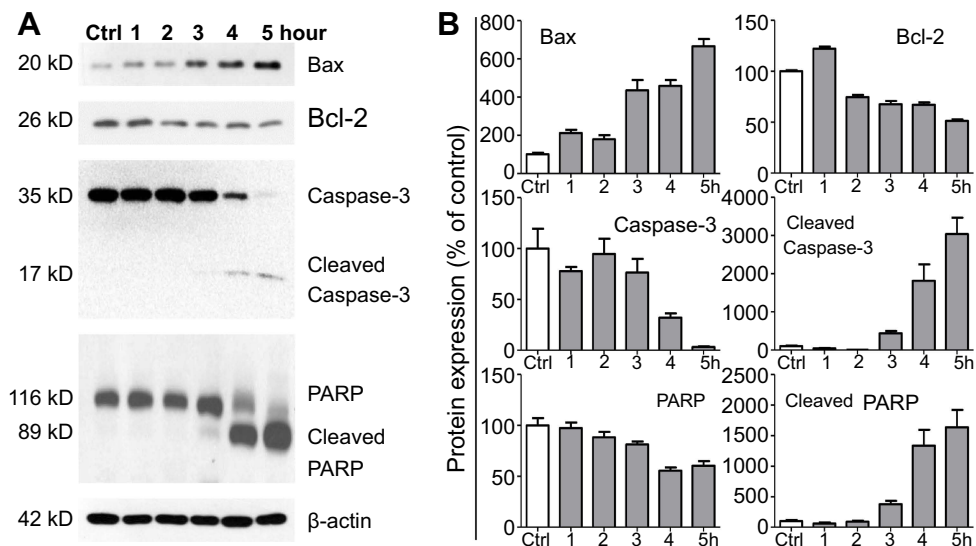 A
Ctrl 1 2 3 4 5 hour
20 kD Bax
26 kD Bcl-2
35 kD Caspase-3
17 kD Cleaved
Caspase-3
116 kD PARP
89 kD Cleaved
PARP
42 kD β-actin
B
Protein expression (% of control)
Bax
800
600
400
200
0
Ctrl 1 2 3 4 5h
Bcl-2
150
100
50
0
Ctrl 1 2 3 4 5h
Caspase-3
150
100
50
0
Ctrl 1 2 3 4 5h
Cleaved
Caspase-3
4000
3000
2000
1000
0
Ctrl 1 2 3 4 5h
PARP
150
100
50
0
Ctrl 1 2 3 4 5h
Cleaved PARP
2500
2000
1500
1000
500
0
Ctrl 1 2 3 4 5h